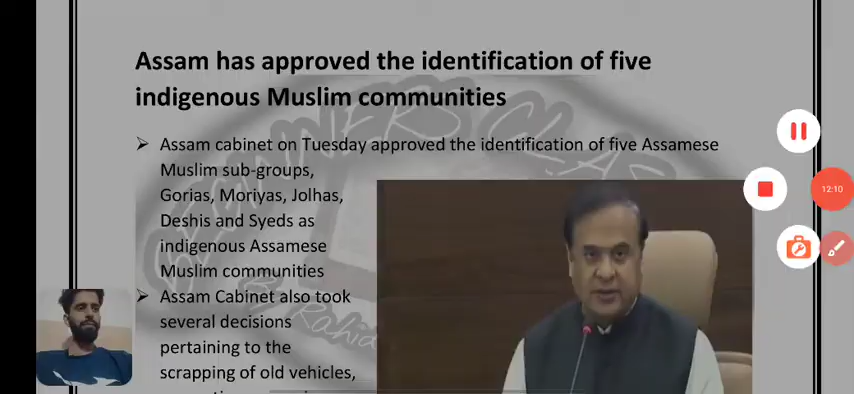 Assam has approved the identification of five
indigenous Muslim communities
➢ Assam cabinet on Tuesday approved the identification of five Assamese
Muslim sub-groups,
Gorias, Moriyas, Jolhas,
Deshis and Syeds as
indigenous Assamese
Muslim communities
➢ Assam Cabinet also took
several decisions
pertaining to the
scrapping of old vehicles,
12:10
Rahid